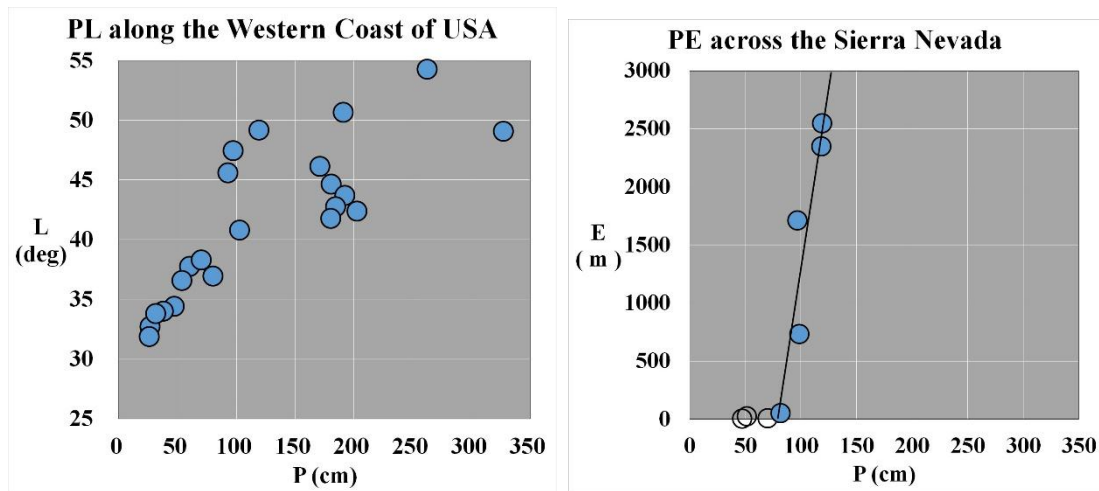 PL along the Western Coast of USA
55
50
45
40
35
30
25
L
(deg)
0 50 100 150 200 250 300 350
P (cm)
PE across the Sierra Nevada
3000
2500
2000
1500
1000
500
0
E
( m )
0 50 100 150 200 250 300 350
P (cm)